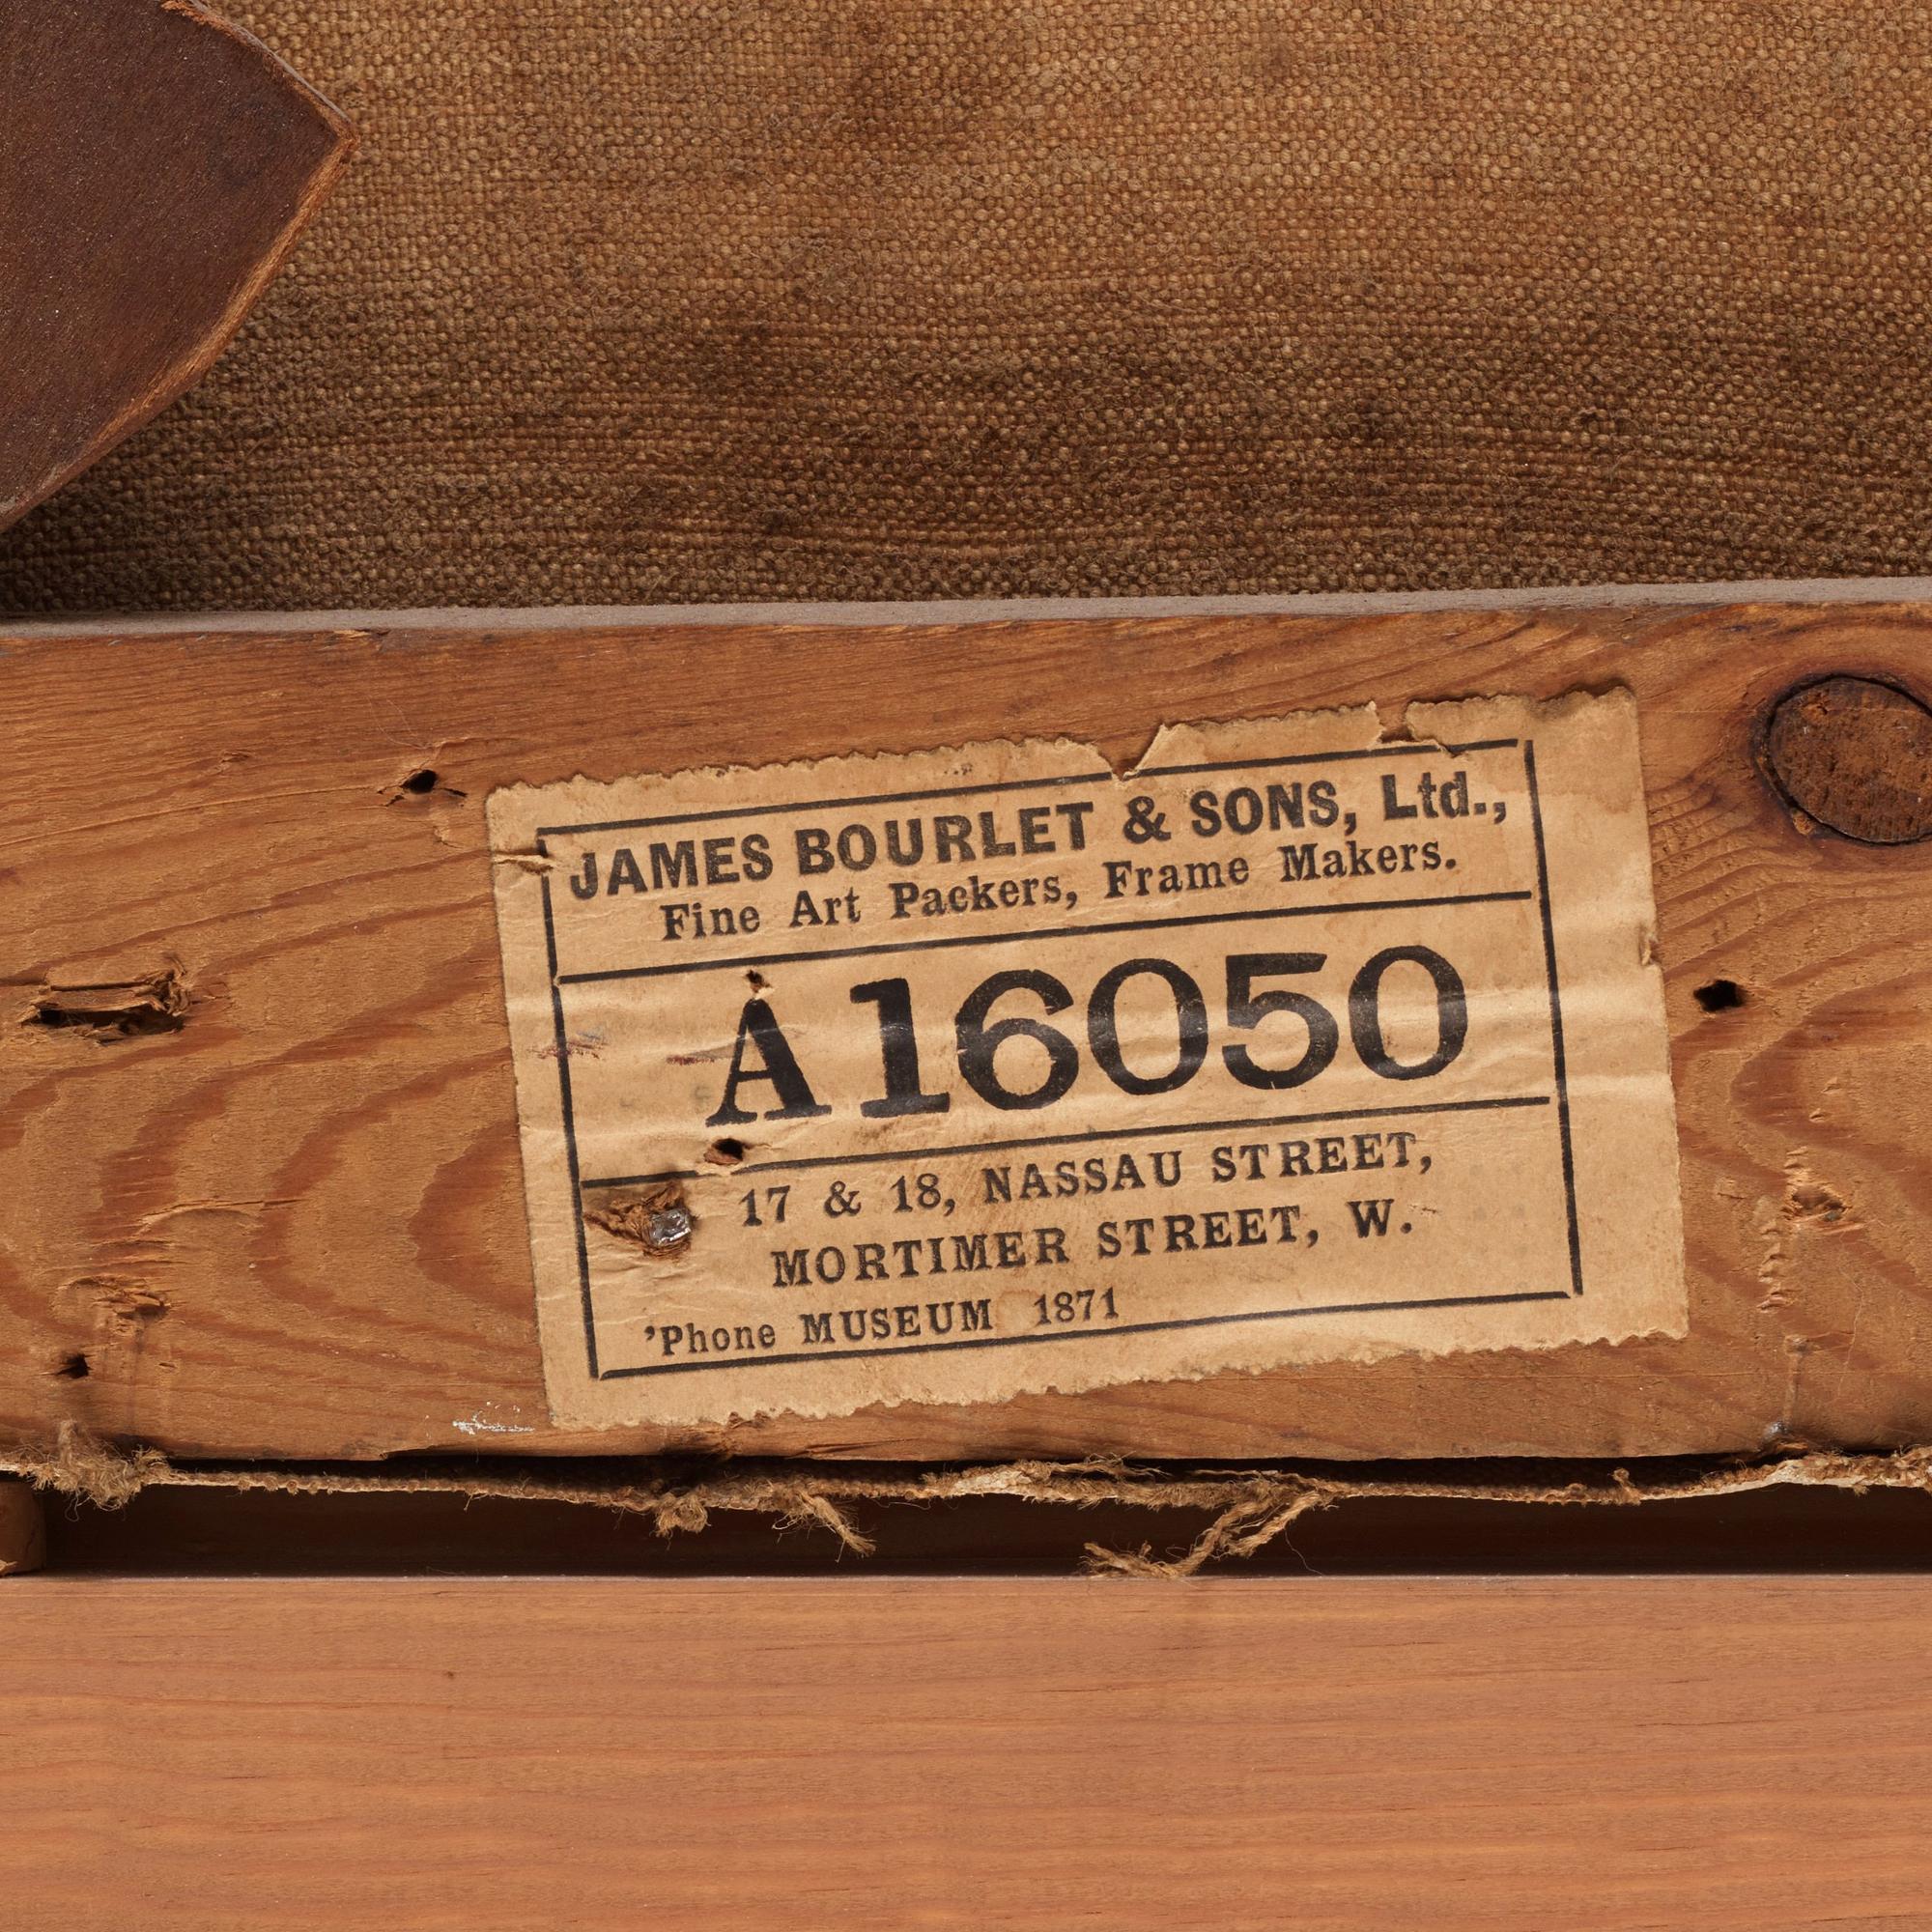 JAMES BOURLET & SONS, Ltd.,
Fine Art Packers, Frame Makers.
A16050
17 & 18, NASSAU STREET,
MORTIMER STREET, W.
'Phone MUSEUM 1871